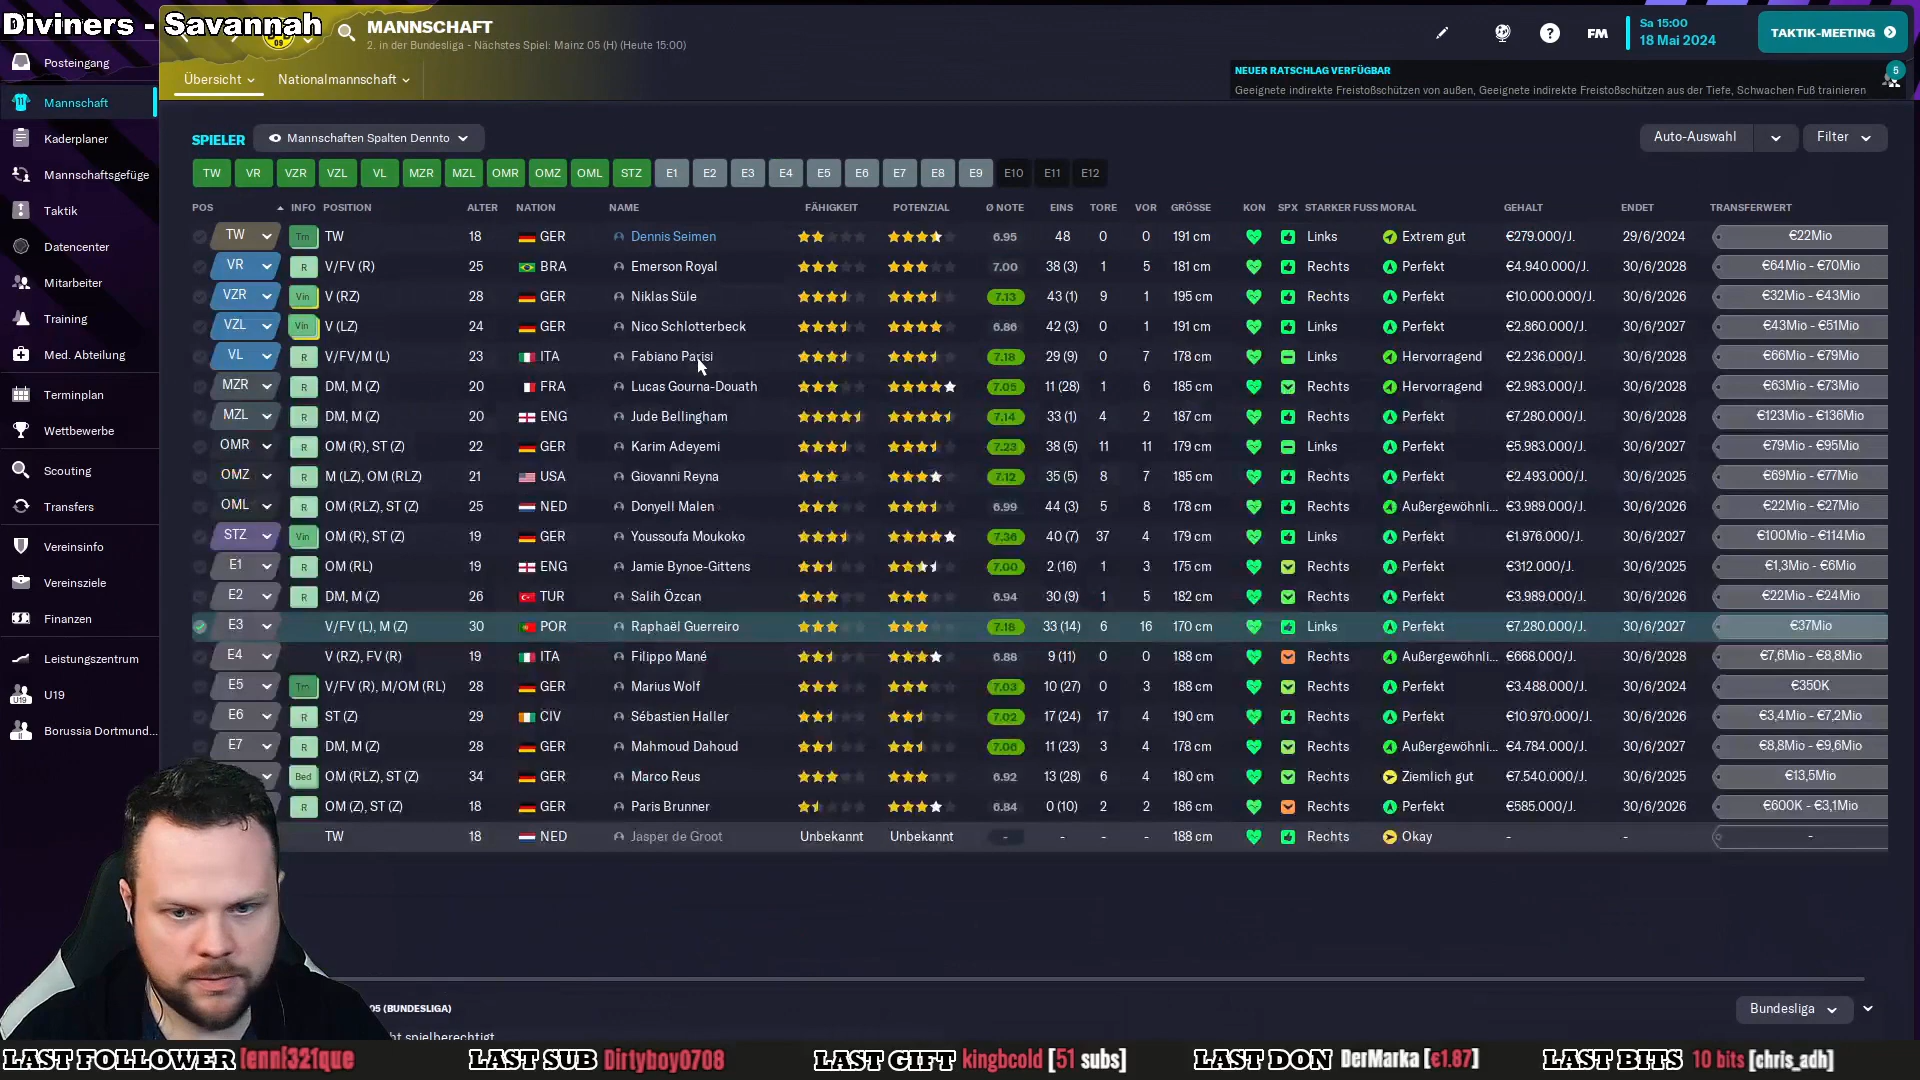 Diviners - Savannah
MANNSCHAFT
2. in der Bundesliga - Nächstes Spiel: Mainz 05 (H) (Heute 15:00)
Sa 15:00
18 Mai 2024
FM
TAKTIK-MEETING
Übersicht
Nationalmannschaft
NEUER RATSCHLAG VERFÜGBAR
5
Geeignete indirekte Freistoßschützen von außen, Geeignete indirekte Freistoßschützen aus der Tiefe, Schwachen Fuß trainieren
Posteingang
Mannschaft
Kaderplaner
Mannschaftsgefüge
Taktik
Datencenter
Mitarbeiter
Training
Med. Abteilung
Terminplan
Wettbewerbe
Scouting
Transfers
Vereinsinfo
Vereinsziele
Finanzen
Leistungszentrum
U19
Borussia Dortmund...
SPIELER Mannschaften Spalten Dennto Auto-Auswahl Filter
TW VR VZR VZL VL MZR MZL OMR OMZ OML STZ E1 E2 E3 E4 E5 E6 E7 E8 E9 E10 E11 E12
POS INFO POSITION ALTER NATION NAME FÄHIGKEIT POTENZIAL Ø NOTE EINS TORE VOR GRÖSSE KON SPX STARKER FUSS MORAL GEHALT ENDET TRANSFERWERT
TW Trn TW 18 GER Dennis Seimen 6.95 48 0 0 191 cm Links Extrem gut €279.000/J. 29/6/2024 €22Mio
VR R V/FV (R) 25 BRA Emerson Royal 7.00 38 (3) 1 5 181 cm Rechts Perfekt €4.940.000/J. 30/6/2028 €64Mio - €70Mio
VZR Vin V (RZ) 28 GER Niklas Süle 7.13 43 (1) 9 1 195 cm Rechts Perfekt €10.000.000/J. 30/6/2026 €32Mio - €43Mio
VZL Vin V (LZ) 24 GER Nico Schlotterbeck 6.86 42 (3) 0 1 191 cm Links Perfekt €2.860.000/J. 30/6/2027 €43Mio - €51Mio
VL R V/FV/M (L) 23 ITA Fabiano Parisi 7.18 29 (9) 0 7 178 cm Links Hervorragend €2.236.000/J. 30/6/2028 €66Mio - €79Mio
MZR R DM, M (Z) 20 FRA Lucas Gourna-Douath 7.05 11 (28) 1 6 185 cm Rechts Hervorragend €2.983.000/J. 30/6/2028 €63Mio - €73Mio
MZL R DM, M (Z) 20 ENG Jude Bellingham 7.14 33 (1) 4 2 187 cm Rechts Perfekt €7.280.000/J. 30/6/2028 €123Mio - €136Mio
OMR R OM (R), ST (Z) 22 GER Karim Adeyemi 7.23 38 (5) 11 11 179 cm Links Perfekt €5.983.000/J. 30/6/2027 €79Mio - €95Mio
OMZ R M (LZ), OM (RLZ) 21 USA Giovanni Reyna 7.12 35 (5) 8 7 185 cm Rechts Perfekt €2.493.000/J. 30/6/2025 €69Mio - €77Mio
OML R OM (RLZ), ST (Z) 25 NED Donyell Malen 6.99 44 (3) 5 8 178 cm Rechts Außergewöhnli... €3.989.000/J. 30/6/2026 €22Mio - €27Mio
STZ Vin OM (R), ST (Z) 19 GER Youssoufa Moukoko 7.36 40 (7) 37 4 179 cm Links Perfekt €1.976.000/J. 30/6/2027 €100Mio - €114Mio
E1 R OM (RL) 19 ENG Jamie Bynoe-Gittens 7.00 2 (16) 1 3 175 cm Rechts Perfekt €312.000/J. 30/6/2025 €1,3Mio - €6Mio
E2 R DM, M (Z) 26 TUR Salih Özcan 6.94 30 (9) 1 5 182 cm Rechts Perfekt €3.989.000/J. 30/6/2026 €22Mio - €24Mio
E3 V/FV (L), M (Z) 30 POR Raphaël Guerreiro 7.18 33 (14) 6 16 170 cm Links Perfekt €7.280.000/J. 30/6/2027 €37Mio
E4 V (RZ), FV (R) 19 ITA Filippo Mané 6.88 9 (11) 0 0 188 cm Rechts Außergewöhnli... €668.000/J. 30/6/2028 €7,6Mio - €8,8Mio
E5 Trn V/FV (R), M/OM (RL) 28 GER Marius Wolf 7.03 10 (27) 0 3 188 cm Rechts Perfekt €3.488.000/J. 30/6/2024 €350K
E6 R ST (Z) 29 CIV Sébastien Haller 7.02 17 (24) 17 4 190 cm Rechts Perfekt €10.970.000/J. 30/6/2026 €3,4Mio - €7,2Mio
E7 R DM, M (Z) 28 GER Mahmoud Dahoud 7.06 11 (23) 3 4 178 cm Rechts Außergewöhnli... €4.784.000/J. 30/6/2027 €8,8Mio - €9,6Mio
Bed OM (RLZ), ST (Z) 34 GER Marco Reus 6.92 13 (28) 6 4 180 cm Rechts Ziemlich gut €7.540.000/J. 30/6/2025 €13,5Mio
R OM (Z), ST (Z) 18 GER Paris Brunner 6.84 0 (10) 2 2 186 cm Rechts Perfekt €585.000/J. 30/6/2026 €600K - €3,1Mio
TW 18 NED Jasper de Groot Unbekannt Unbekannt - - - - 188 cm Rechts Okay - - -
05 (BUNDESLIGA)
Bundesliga
ht spielberechtigt
LAST FOLLOWER lenni321que LAST SUB Dirtyboy0708 LAST GIFT kingbcold [51 subs] LAST DON DerMarka [€1.87] LAST BITS 10 bits [chris_adh]